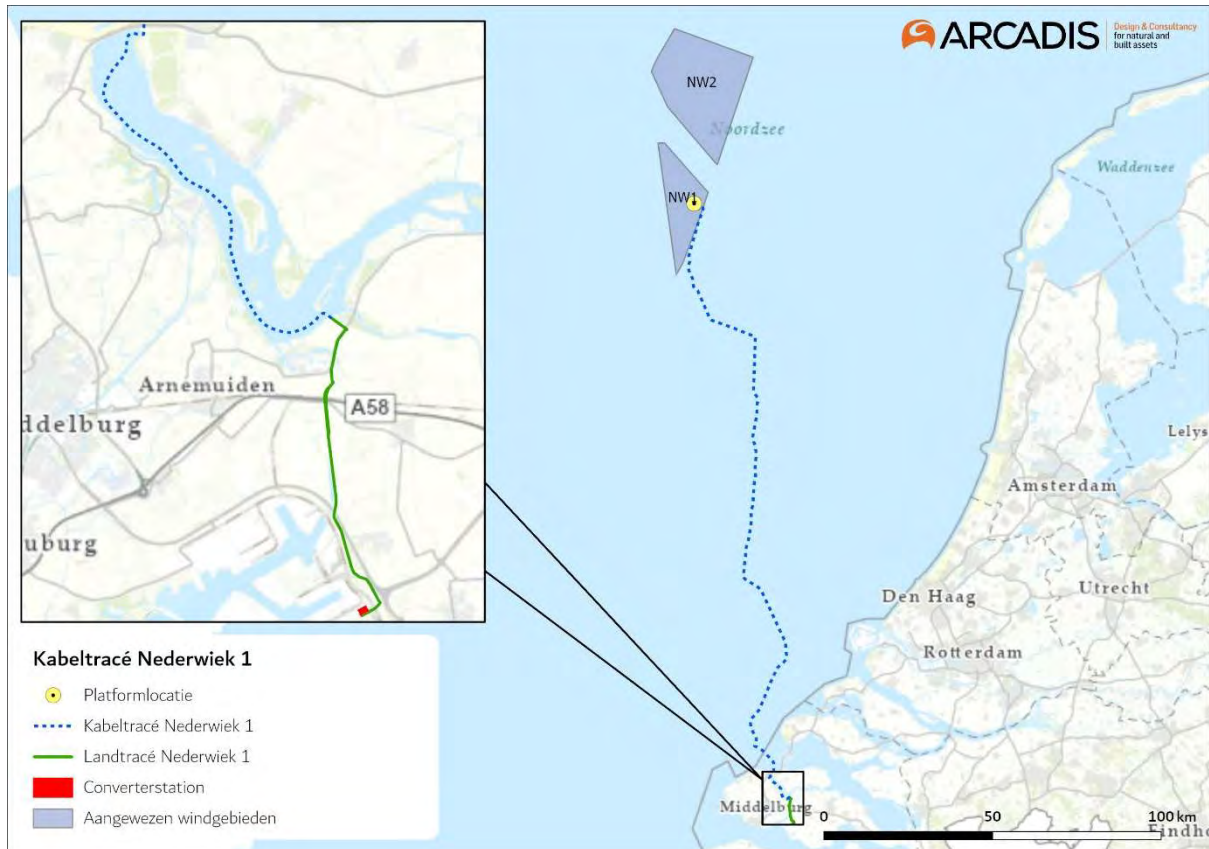 ARCADIS
Design & Consultancy
for natural and
built assets
NW2
Noordzee
NW1
Waddenzee
Lelys
Amsterdam
Utrecht
Den Haag
Rotterdam
Middelburg
Eindho
Arnemuiden
A58
ddelburg
uburg
Kabeltracé Nederwiek 1
Platformlocatie
Kabeltracé Nederwiek 1
Landtracé Nederwiek 1
Converterstation
Aangewezen windgebieden
0 50 100 km